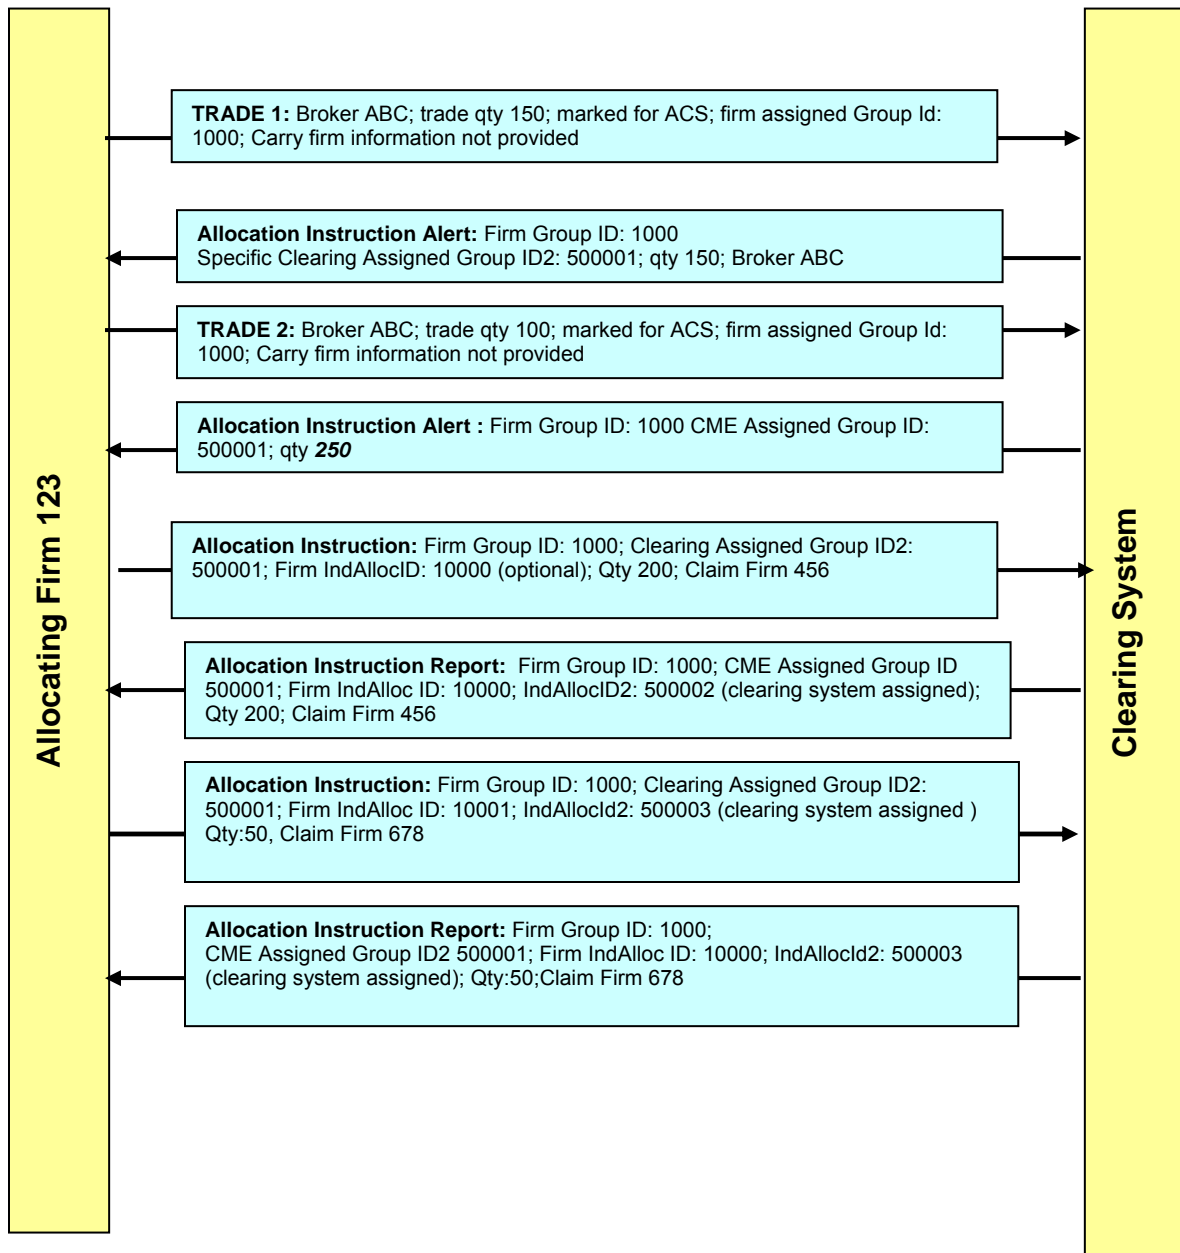 Allocating Firm 123
TRADE 1: Broker ABC; trade qty 150; marked for ACS; firm assigned Group Id:
1000; Carry firm information not provided
Allocation Instruction Alert: Firm Group ID: 1000
Specific Clearing Assigned Group ID2: 500001; qty 150; Broker ABC
TRADE 2: Broker ABC; trade qty 100; marked for ACS; firm assigned Group Id:
1000; Carry firm information not provided
Allocation Instruction Alert : Firm Group ID: 1000 CME Assigned Group ID:
500001; qty 250
Allocation Instruction: Firm Group ID: 1000; Clearing Assigned Group ID2:
500001; Firm IndAllocID: 10000 (optional); Qty 200; Claim Firm 456
Allocation Instruction Report: Firm Group ID: 1000; CME Assigned Group ID
500001; Firm IndAlloc ID: 10000; IndAllocID2: 500002 (clearing system assigned);
Qty 200; Claim Firm 456
Allocation Instruction: Firm Group ID: 1000; Clearing Assigned Group ID2:
500001; Firm IndAlloc ID: 10001; IndAllocId2: 500003 (clearing system assigned )
Qty:50, Claim Firm 678
Allocation Instruction Report: Firm Group ID: 1000;
CME Assigned Group ID2 500001; Firm IndAlloc ID: 10000; IndAllocId2: 500003
(clearing system assigned); Qty:50;Claim Firm 678
Clearing System